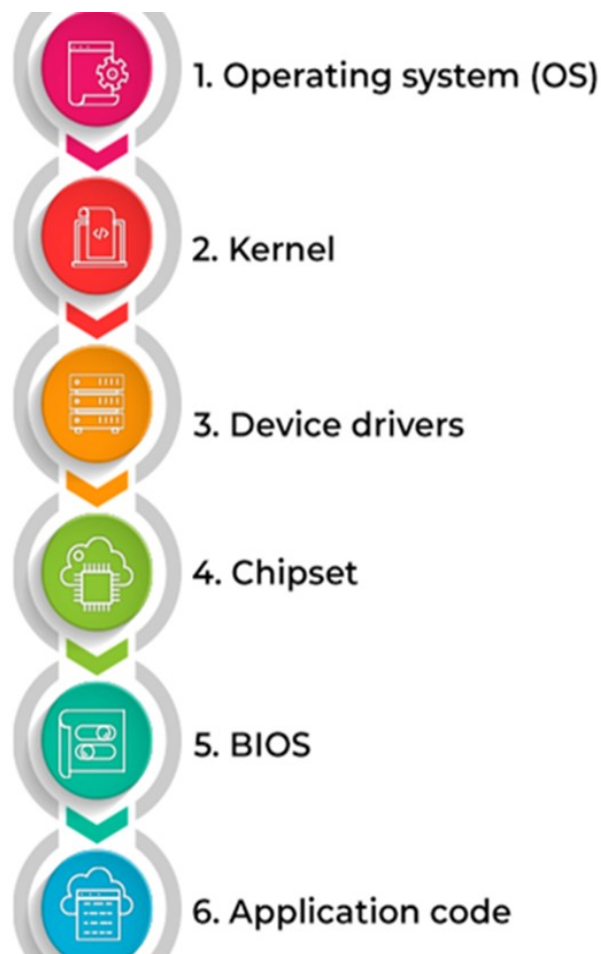 1. Operating system (OS)
2. Kernel
3. Device drivers
4. Chipset
5. BIOS
6. Application code